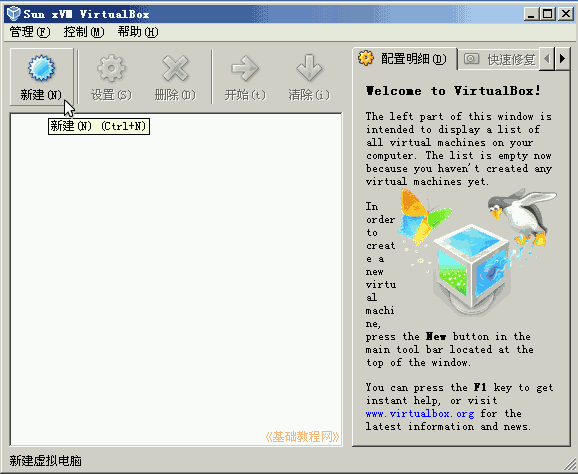 Sun xVM VirtualBox
管理(F) 控制(M) 帮助(H)
新建(N) 设置(S) 删除(D) 开始(t) 清除(i)
新建(N) (Ctrl+N)
配置明细(D) 快速修复
Welcome to VirtualBox!
The left part of this window is
intended to display a list of
all virtual machines on your
computer. The list is empty now
because you haven't created any
virtual machines yet.
In
order
to
creat
e a
new
virtu
al
machi
ne,
press the New button in the
main tool bar located at the
top of the window.
You can press the F1 key to get
instant help, or visit
www.virtualbox.org for the
latest information and news.
《基础教程网》
新建虚拟电脑